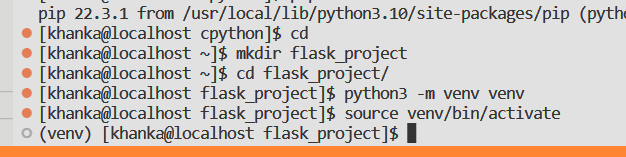 pip 22.3.1 from /usr/local/lib/python3.10/site-packages/pip (pytho
[khanka@localhost cpython]$ cd
[khanka@localhost ~]$ mkdir flask_project
[khanka@localhost ~]$ cd flask_project/
[khanka@localhost flask_project]$ python3 -m venv venv
[khanka@localhost flask_project]$ source venv/bin/activate
(venv) [khanka@localhost flask_project]$